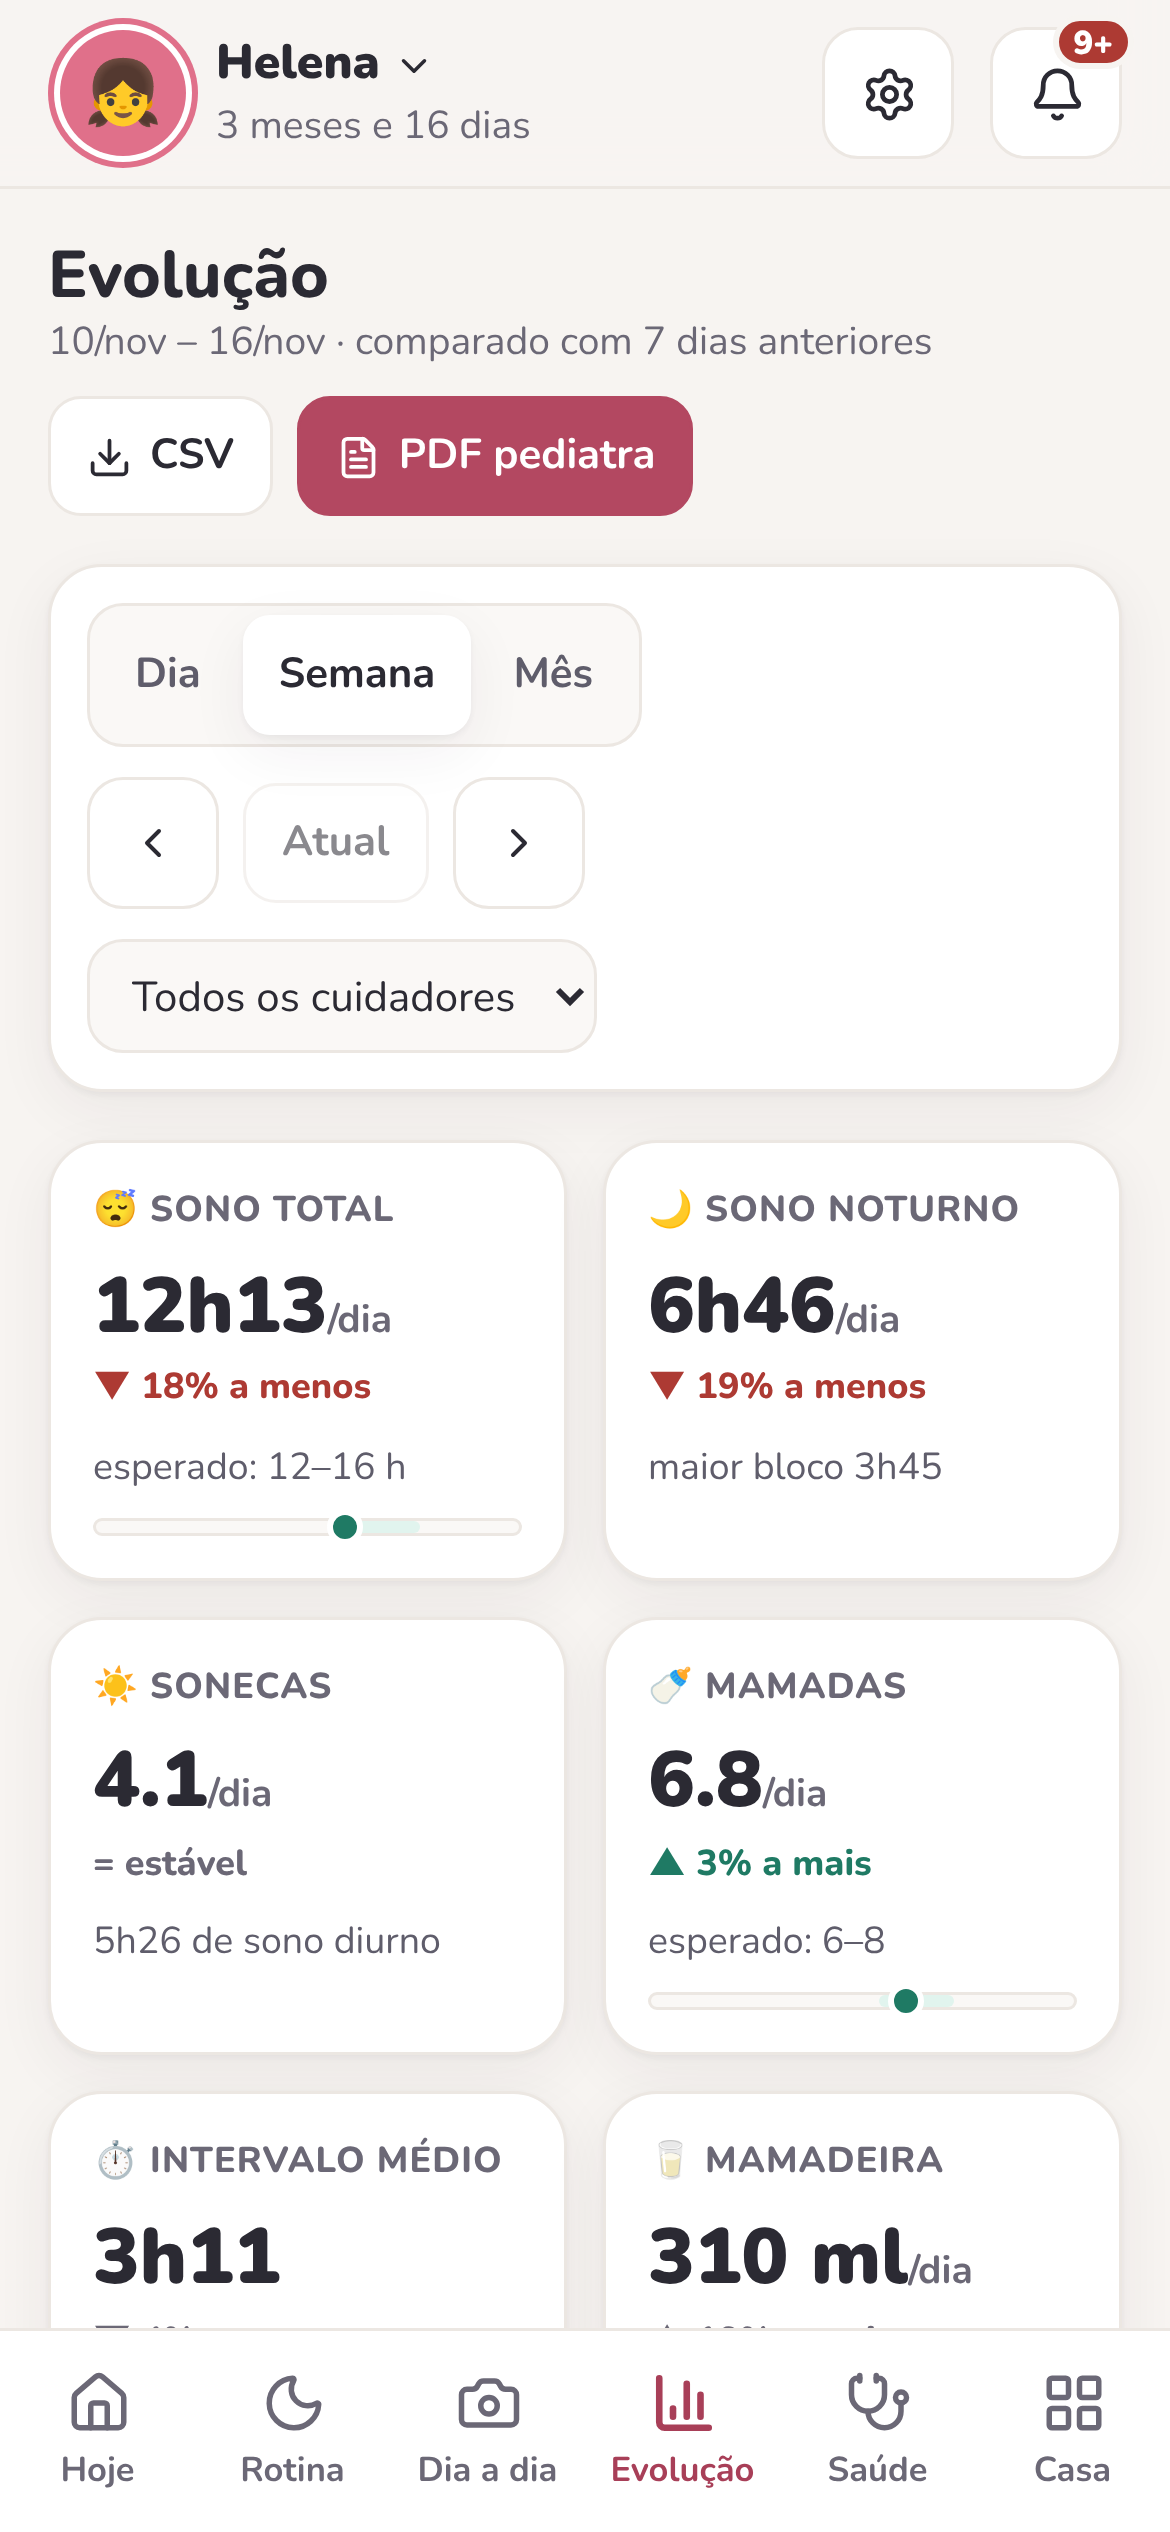 Helena
3 meses e 16 dias
9+
Evolução
10/nov – 16/nov · comparado com 7 dias anteriores
CSV
PDF pediatra
Dia
Semana
Mês
Atual
Todos os cuidadores
SONO TOTAL
12h13/dia
▼ 18% a menos
esperado: 12–16 h
SONO NOTURNO
6h46/dia
▼ 19% a menos
maior bloco 3h45
SONECAS
4.1/dia
= estável
5h26 de sono diurno
MAMADAS
6.8/dia
▲ 3% a mais
esperado: 6–8
INTERVALO MÉDIO
3h11
MAMADEIRA
310 ml/dia
Hoje
Rotina
Dia a dia
Evolução
Saúde
Casa